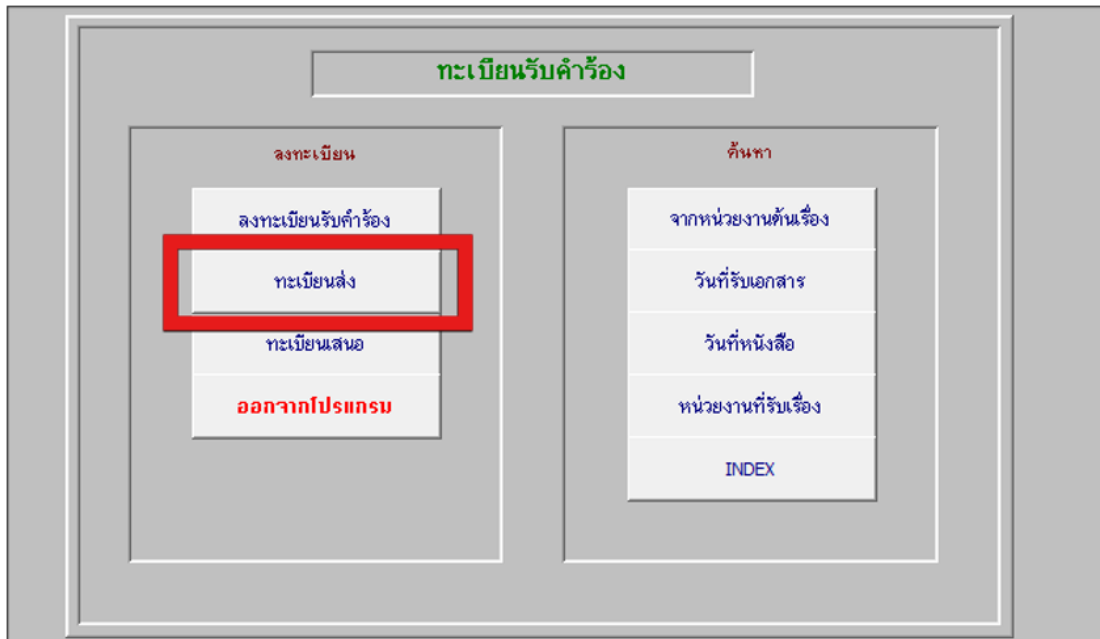 ทะเบียนรับคำร้อง
ลงทะเบียน
ลงทะเบียนรับคำร้อง
ทะเบียนส่ง
ทะเบียนเสนอ
ออกจากโปรแกรม
ค้นหา
จากหน่วยงานต้นเรื่อง
วันที่รับเอกสาร
วันที่หนังสือ
หน่วยงานที่รับเรื่อง
INDEX